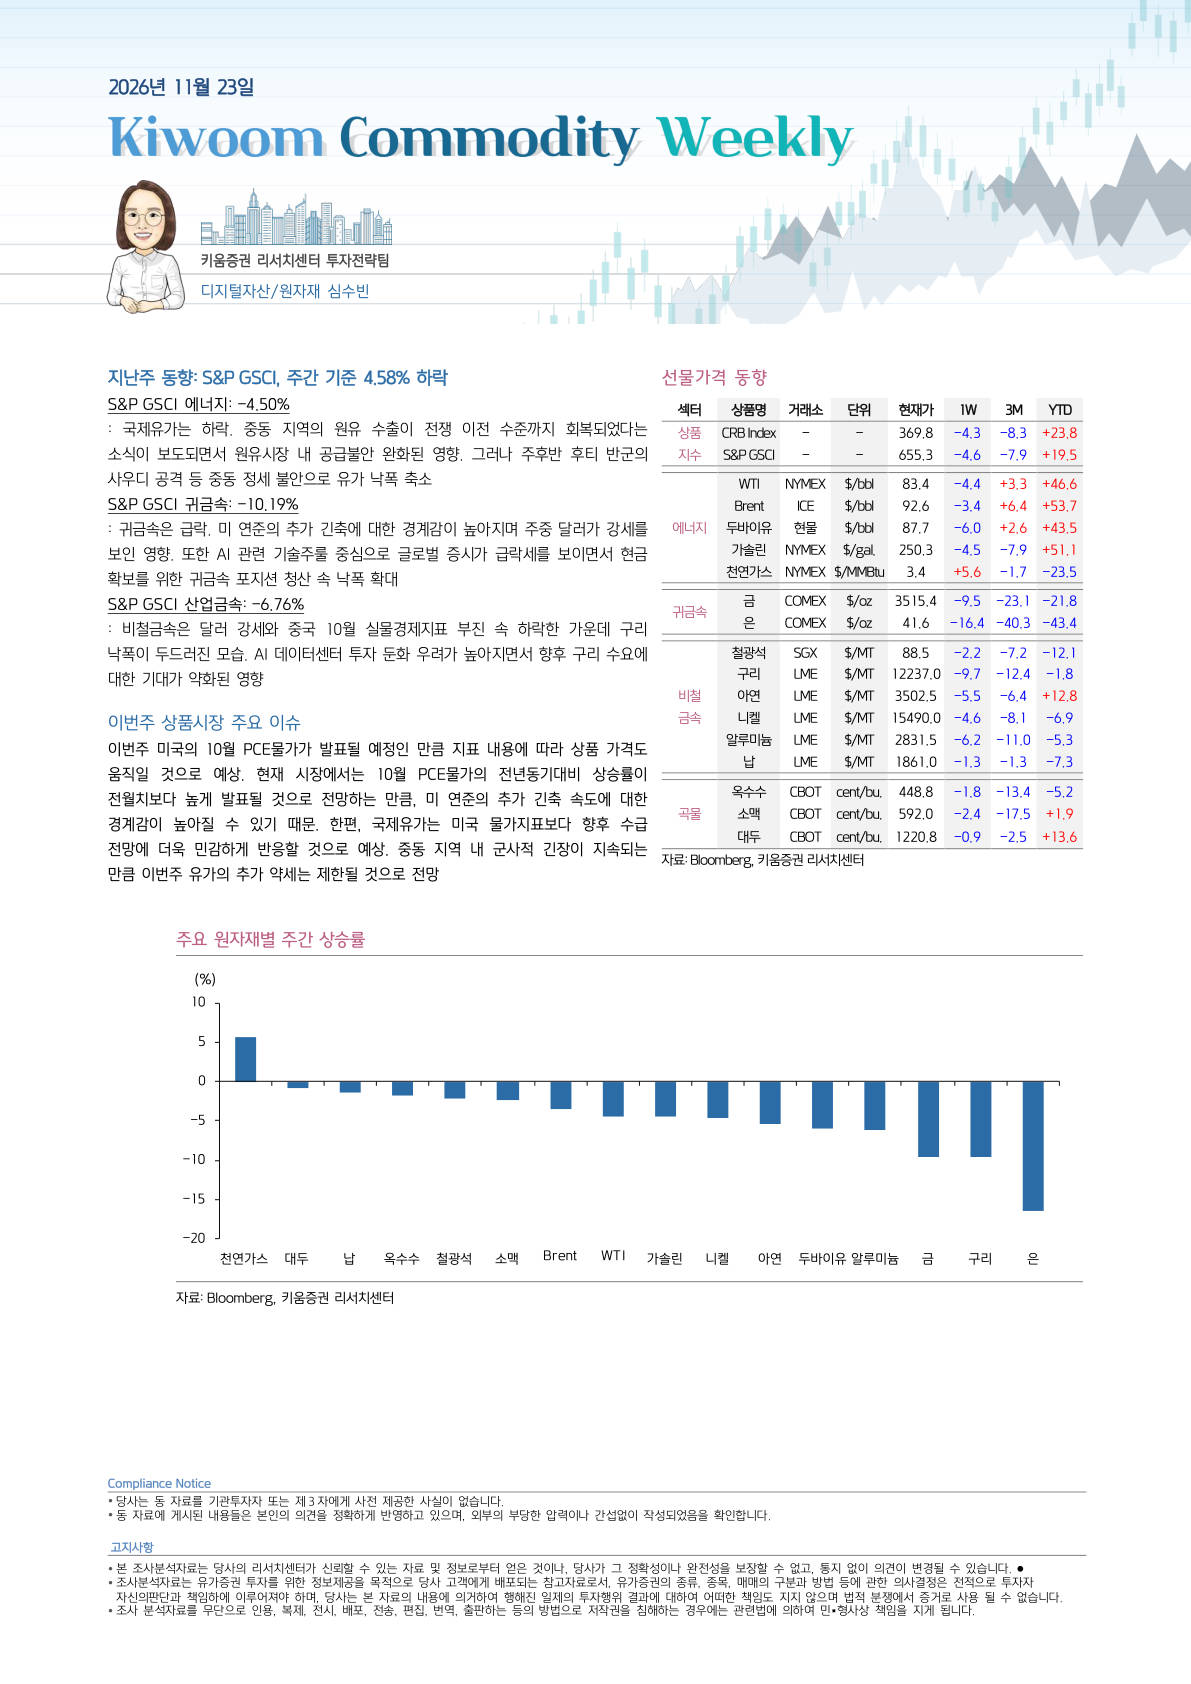 2026년 11월 23일
Kiwoom Commodity Weekly
키움증권 리서치센터 투자전략팀
디지털자산/원자재 심수빈
지난주 동향: S&P GSCI, 주간 기준 4.58% 하락
S&P GSCI 에너지: -4.50%
: 국제유가는 하락. 중동 지역의 원유 수출이 전쟁 이전 수준까지 회복되었다는
소식이 보도되면서 원유시장 내 공급불안 완화된 영향. 그러나 주후반 후티 반군의
사우디 공격 등 중동 정세 불안으로 유가 낙폭 축소
S&P GSCI 귀금속: -10.19%
: 귀금속은 급락. 미 연준의 추가 긴축에 대한 경계감이 높아지며 주중 달러가 강세를
보인 영향. 또한 AI 관련 기술주를 중심으로 글로벌 증시가 급락세를 보이면서 현금
확보를 위한 귀금속 포지션 청산 속 낙폭 확대
S&P GSCI 산업금속: -6.76%
: 비철금속은 달러 강세와 중국 10월 실물경제지표 부진 속 하락한 가운데 구리
낙폭이 두드러진 모습. AI 데이터센터 투자 둔화 우려가 높아지면서 향후 구리 수요에
대한 기대가 약화된 영향
이번주 상품시장 주요 이슈
이번주 미국의 10월 PCE물가가 발표될 예정인 만큼 지표 내용에 따라 상품 가격도
움직일 것으로 예상. 현재 시장에서는 10월 PCE물가의 전년동기대비 상승률이
전월치보다 높게 발표될 것으로 전망하는 만큼, 미 연준의 추가 긴축 속도에 대한
경계감이 높아질 수 있기 때문. 한편, 국제유가는 미국 물가지표보다 향후 수급
전망에 더욱 민감하게 반응할 것으로 예상. 중동 지역 내 군사적 긴장이 지속되는
만큼 이번주 유가의 추가 약세는 제한될 것으로 전망
선물가격 동향
섹터 상품명 거래소 단위 현재가 1W 3M YTD
상품 CRB Index - - 369.8 -4.3 -8.3 +23.8
지수 S&P GSCI - - 655.3 -4.6 -7.9 +19.5
WTI NYMEX $/bbl 83.4 -4.4 +3.3 +46.6
Brent ICE $/bbl 92.6 -3.4 +6.4 +53.7
에너지 두바이유 현물 $/bbl 87.7 -6.0 +2.6 +43.5
가솔린 NYMEX $/gal. 250.3 -4.5 -7.9 +51.1
천연가스 NYMEX $/MMBtu 3.4 +5.6 -1.7 -23.5
귀금속 금 COMEX $/oz 3515.4 -9.5 -23.1 -21.8
은 COMEX $/oz 41.6 -16.4 -40.3 -43.4
철광석 SGX $/MT 88.5 -2.2 -7.2 -12.1
구리 LME $/MT 12237.0 -9.7 -12.4 -1.8
비철 아연 LME $/MT 3502.5 -5.5 -6.4 +12.8
금속 니켈 LME $/MT 15490.0 -4.6 -8.1 -6.9
알루미늄 LME $/MT 2831.5 -6.2 -11.0 -5.3
납 LME $/MT 1861.0 -1.3 -1.3 -7.3
옥수수 CBOT cent/bu. 448.8 -1.8 -13.4 -5.2
곡물 소맥 CBOT cent/bu. 592.0 -2.4 -17.5 +1.9
대두 CBOT cent/bu. 1220.8 -0.9 -2.5 +13.6
자료: Bloomberg, 키움증권 리서치센터
주요 원자재별 주간 상승률
(%)
10
5
0
-5
-10
-15
-20
천연가스 대두 납 옥수수 철광석 소맥 Brent WTI 가솔린 니켈 아연 두바이유 알루미늄 금 구리 은
자료: Bloomberg, 키움증권 리서치센터
Compliance Notice
• 당사는 동 자료를 기관투자자 또는 제3자에게 사전 제공한 사실이 없습니다.
• 동 자료에 게시된 내용들은 본인의 의견을 정확하게 반영하고 있으며, 외부의 부당한 압력이나 간섭없이 작성되었음을 확인합니다.
고지사항
• 본 조사분석자료는 당사의 리서치센터가 신뢰할 수 있는 자료 및 정보로부터 얻은 것이나, 당사가 그 정확성이나 완전성을 보장할 수 없고, 통지 없이 의견이 변경될 수 있습니다. ●
• 조사분석자료는 유가증권 투자를 위한 정보제공을 목적으로 당사 고객에게 배포되는 참고자료로서, 유가증권의 종류, 종목, 매매의 구분과 방법 등에 관한 의사결정은 전적으로 투자자
자신의판단과 책임하에 이루어져야 하며, 당사는 본 자료의 내용에 의거하여 행해진 일체의 투자행위 결과에 대하여 어떠한 책임도 지지 않으며 법적 분쟁에서 증거로 사용 될 수 없습니다.
• 조사 분석자료를 무단으로 인용, 복제, 전시, 배포, 전송, 편집, 번역, 출판하는 등의 방법으로 저작권을 침해하는 경우에는 관련법에 의하여 민•형사상 책임을 지게 됩니다.